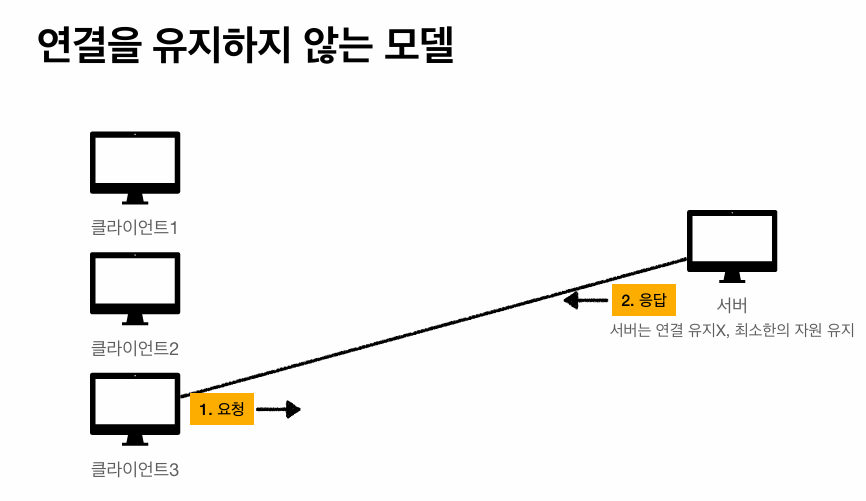 연결을 유지하지 않는 모델
클라이언트1
클라이언트2
2. 응답
서버
서버는 연결 유지X, 최소한의 자원 유지
1. 요청
클라이언트3